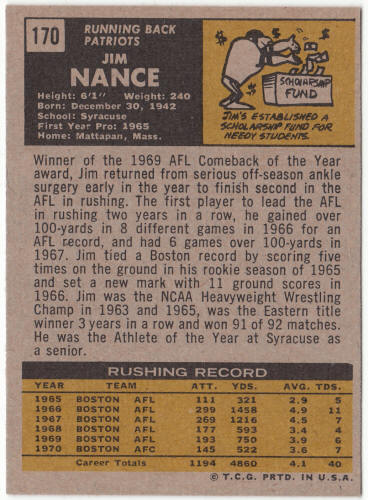 170
RUNNING BACK
PATRIOTS
JIM
NANCE
Height: 6'1" Weight: 240
Born: December 30, 1942
School: Syracuse
First Year Pro: 1965
Home: Mattapan, Mass.
SCHOLARSHIP
FUND
JIM'S ESTABLISHED A
SCHOLARSHIP FUND FOR
NEEDY STUDENTS.
Winner of the 1969 AFL Comeback of the Year
award, Jim returned from serious off-season ankle
surgery early in the year to finish second in the
AFL in rushing. The first player to lead the AFL
in rushing two years in a row, he gained over
100-yards in 8 different games in 1966 for an
AFL record, and had 6 games over 100-yards in
1967. Jim tied a Boston record by scoring five
times on the ground in his rookie season of 1965
and set a new mark with 11 ground scores in
1966. Jim was the NCAA Heavyweight Wrestling
Champ in 1963 and 1965, was the Eastern title
winner 3 years in a row and won 91 of 92 matches.
He was the Athlete of the Year at Syracuse as
a senior.
RUSHING RECORD
YEAR TEAM ATT. YDS. AVG. TDS.
1965 BOSTON AFL 111 321 2.9 5
1966 BOSTON AFL 299 1458 4.9 11
1967 BOSTON AFL 269 1216 4.5 7
1968 BOSTON AFL 177 593 3.4 4
1969 BOSTON AFL 193 750 3.9 6
1970 BOSTON AFC 145 522 3.6 7
Career Totals 1194 4860 4.1 40
© T.C.G. PRTD. IN U.S.A.